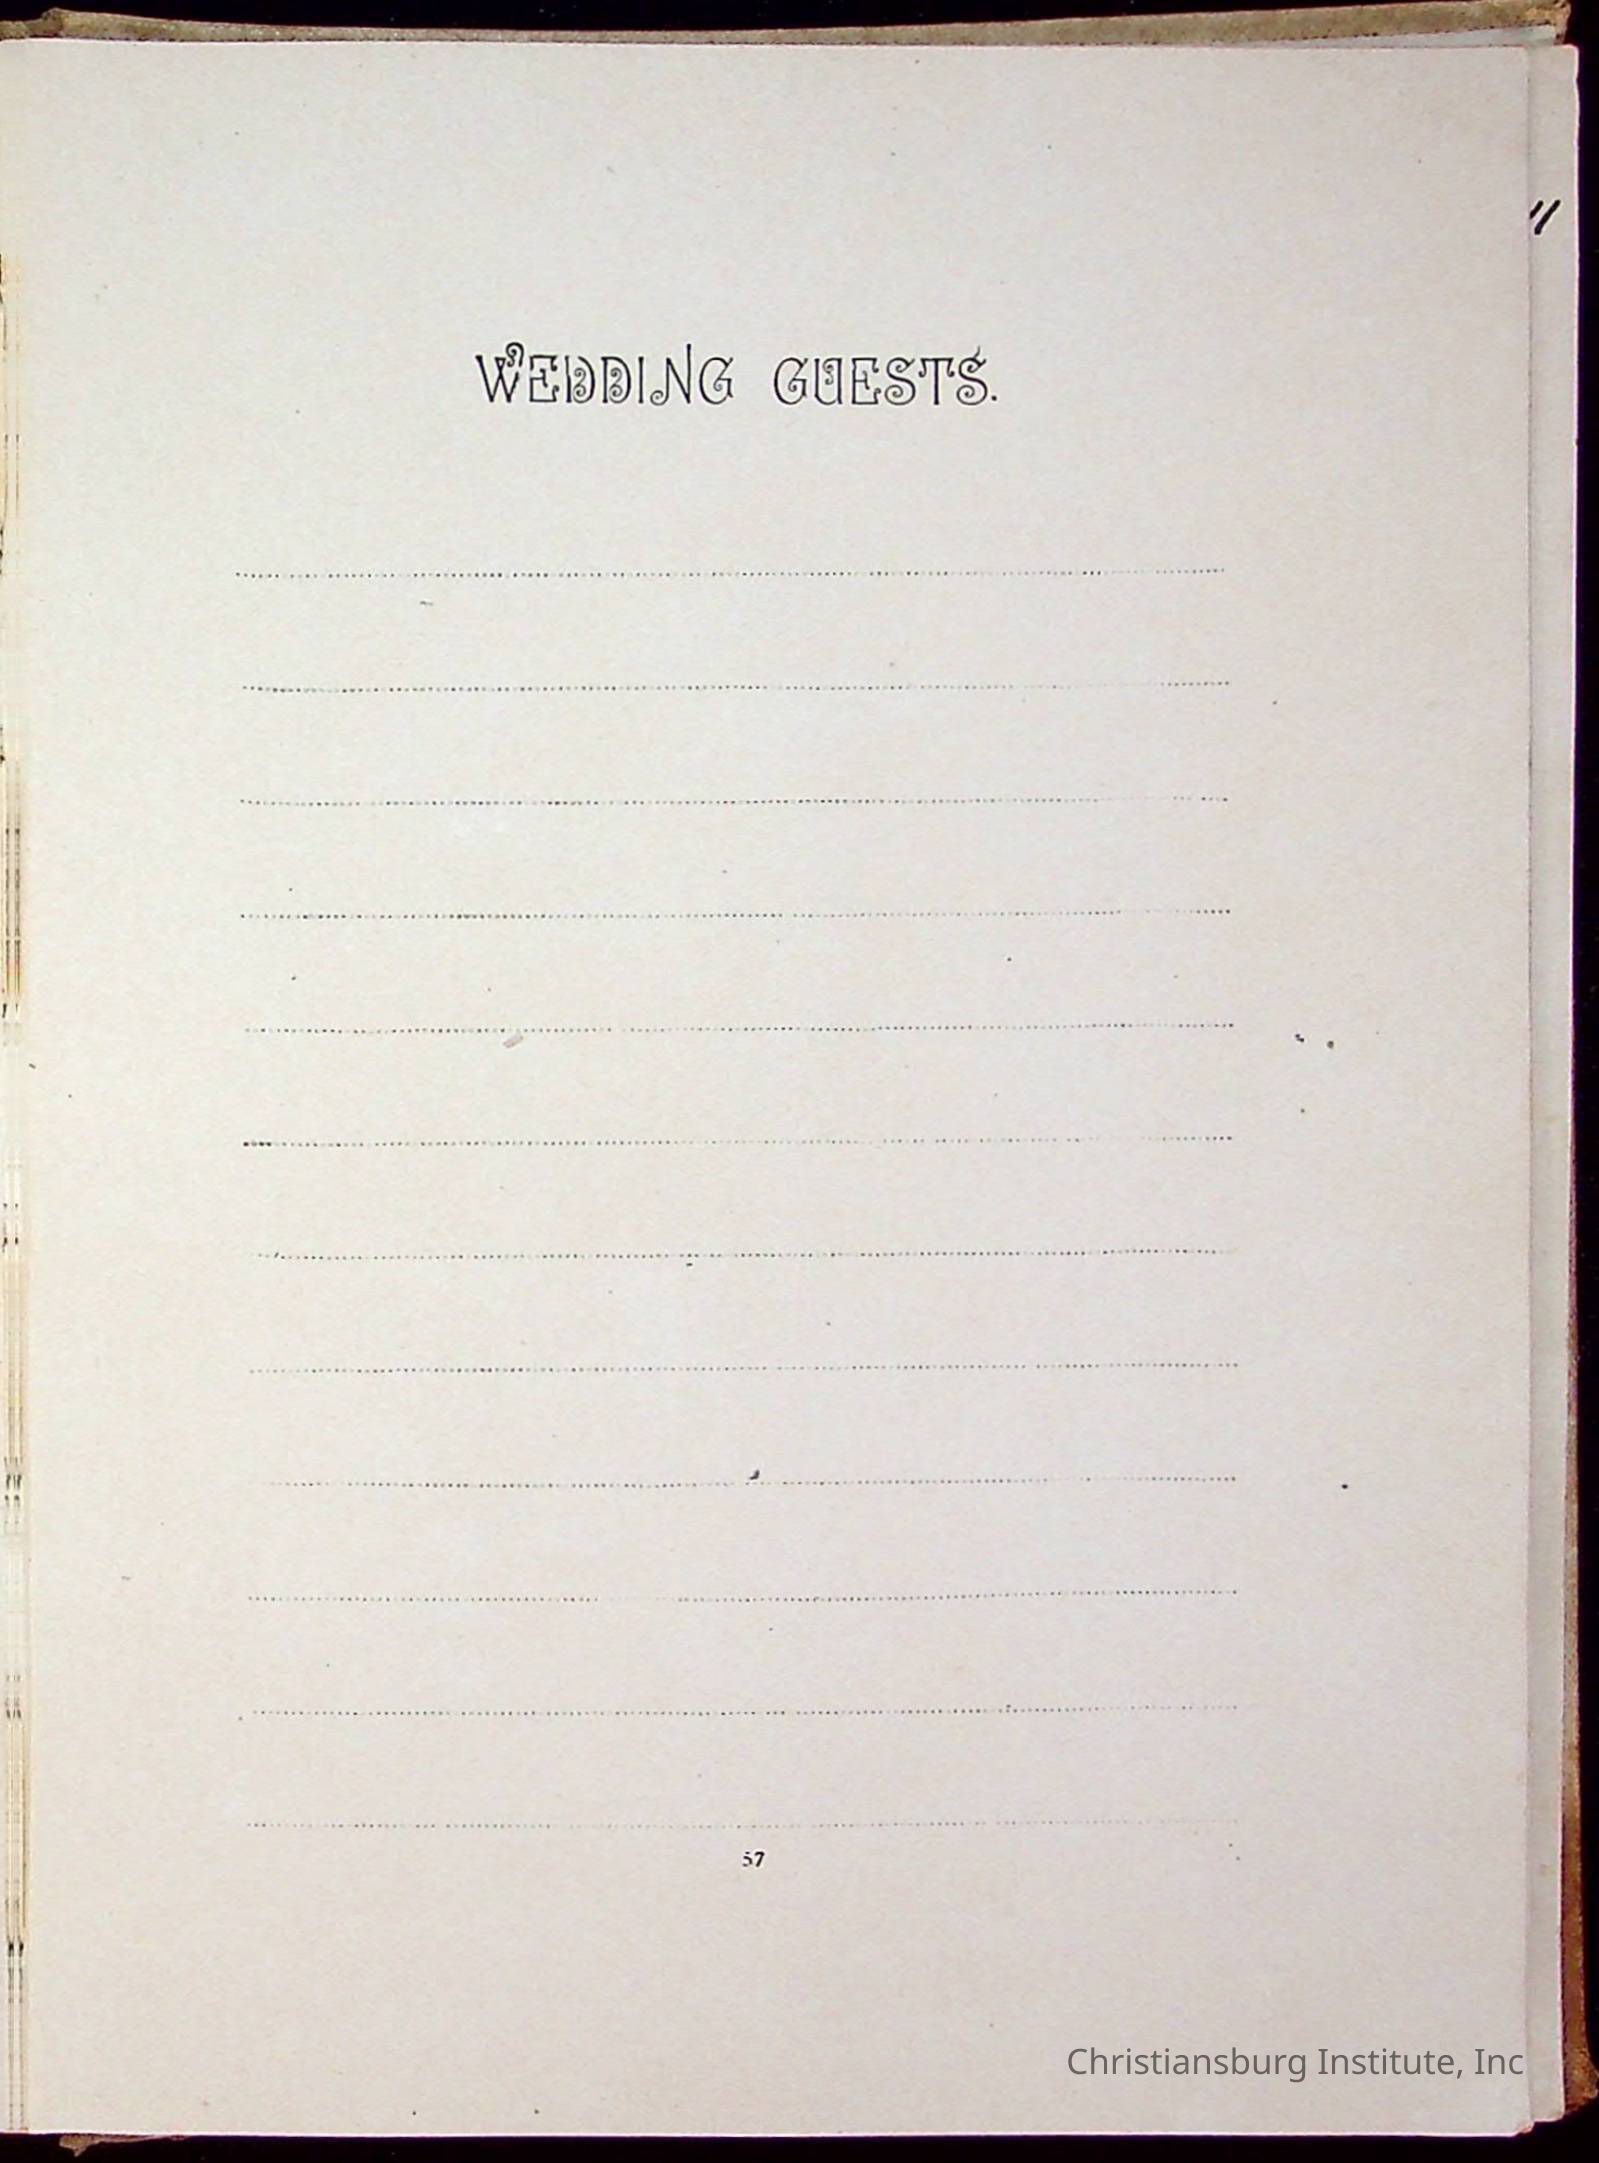 WEDDING GUESTS.
57
Christiansburg Institute, Inc